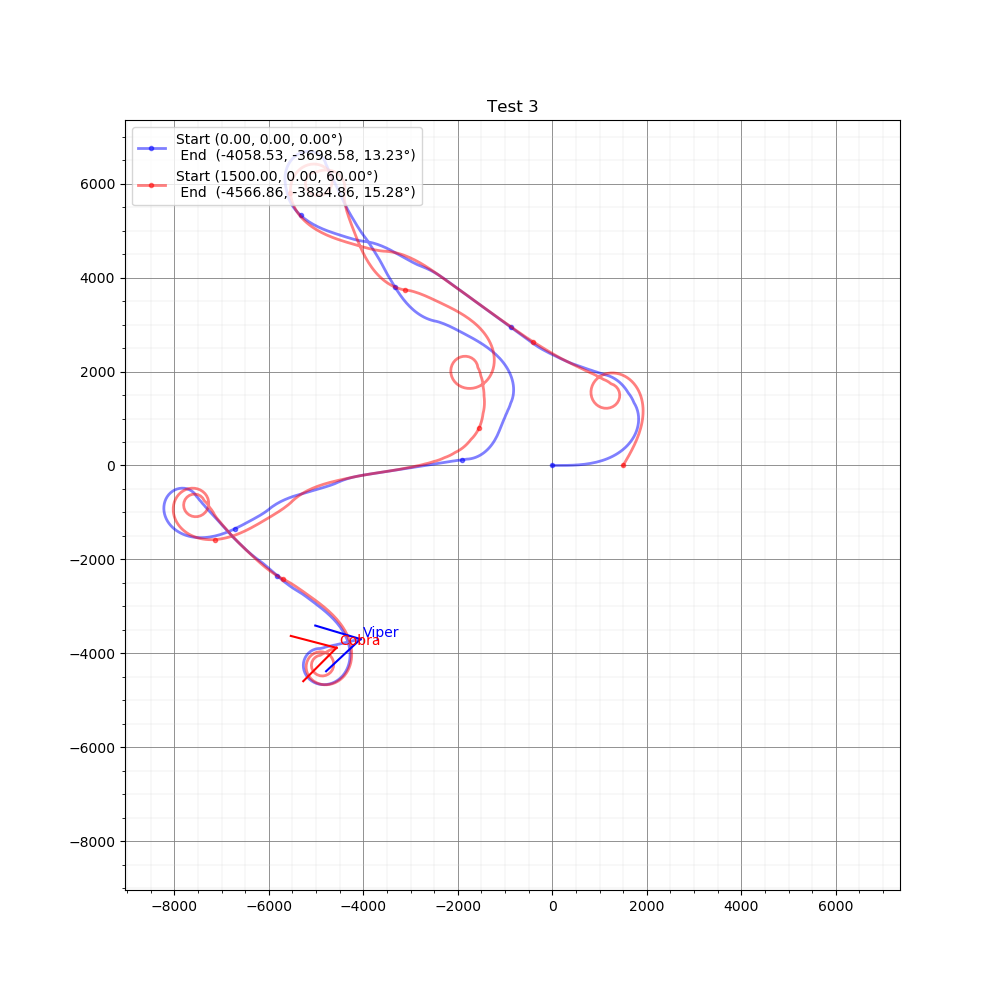 Test 3
Start (0.00, 0.00, 0.00°)
End (-4058.53, -3698.58, 13.23°)
Start (1500.00, 0.00, 60.00°)
End (-4566.86, -3884.86, 15.28°)
6000
4000
2000
0
−2000
−4000
−6000
−8000
Viper
Cobra
−8000 −6000 −4000 −2000 0 2000 4000 6000